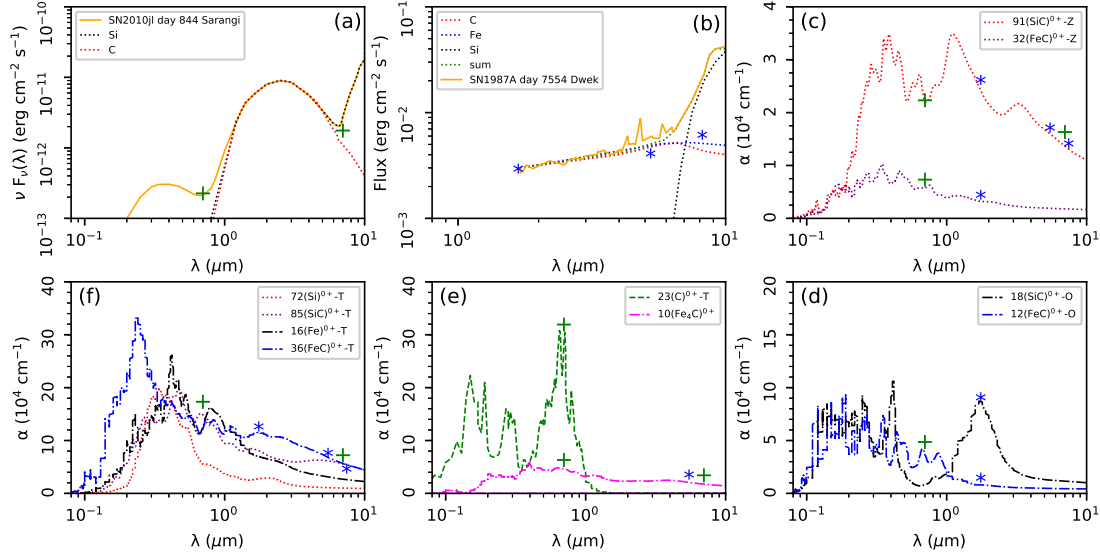 (a)
SN2010jl day 844 Sarangi
Si
C
ν Fν(λ) (erg cm⁻² s⁻¹)
10⁻¹⁰
10⁻¹¹
10⁻¹²
10⁻¹³
10⁻¹ 10⁰ 10¹
λ (μm)
(b)
C
Fe
Si
sum
SN1987A day 7554 Dwek
Flux (erg cm⁻² s⁻¹)
10⁻¹
10⁻²
10⁻³
10⁰ 10¹
λ (μm)
(c)
91(SiC)⁰⁺-Z
32(FeC)⁰⁺-Z
α (10⁴ cm⁻¹)
4
3
2
1
0
10⁻¹ 10⁰ 10¹
λ (μm)
(f)
72(Si)⁰⁺-T
85(SiC)⁰⁺-T
16(Fe)⁰⁺-T
36(FeC)⁰⁺-T
α (10⁴ cm⁻¹)
40
30
20
10
0
10⁻¹ 10⁰ 10¹
λ (μm)
(e)
23(C)⁰⁺-T
10(Fe₄C)⁰⁺
α (10⁴ cm⁻¹)
40
30
20
10
0
10⁻¹ 10⁰ 10¹
λ (μm)
(d)
18(SiC)⁰⁺-O
12(FeC)⁰⁺-O
α (10⁴ cm⁻¹)
20
15
10
5
0
10⁻¹ 10⁰ 10¹
λ (μm)